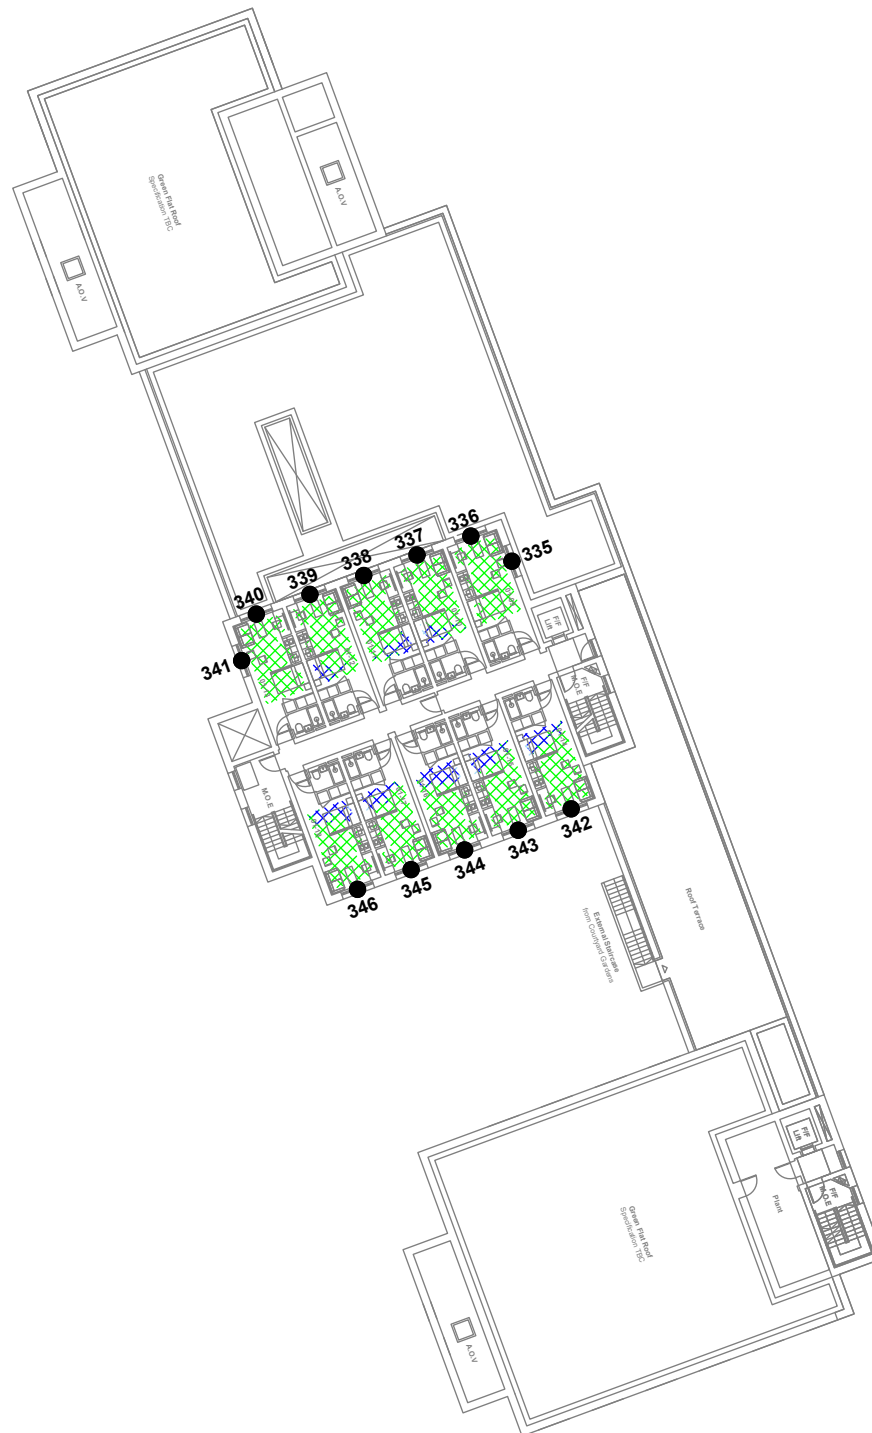 A.O.V
Green Flat Roof
Specification TBC
A.O.V
336
337
335
338
339
340
341
F/F
Lift
F/F
M.O.E
M.O.E
342
343
344
345
346
Roof Terrace
External Staircase
from Courtyard Gardens
F/F
Lift
F/F
M.O.E
Plant
Green Flat Roof
Specification TBC
A.O.V